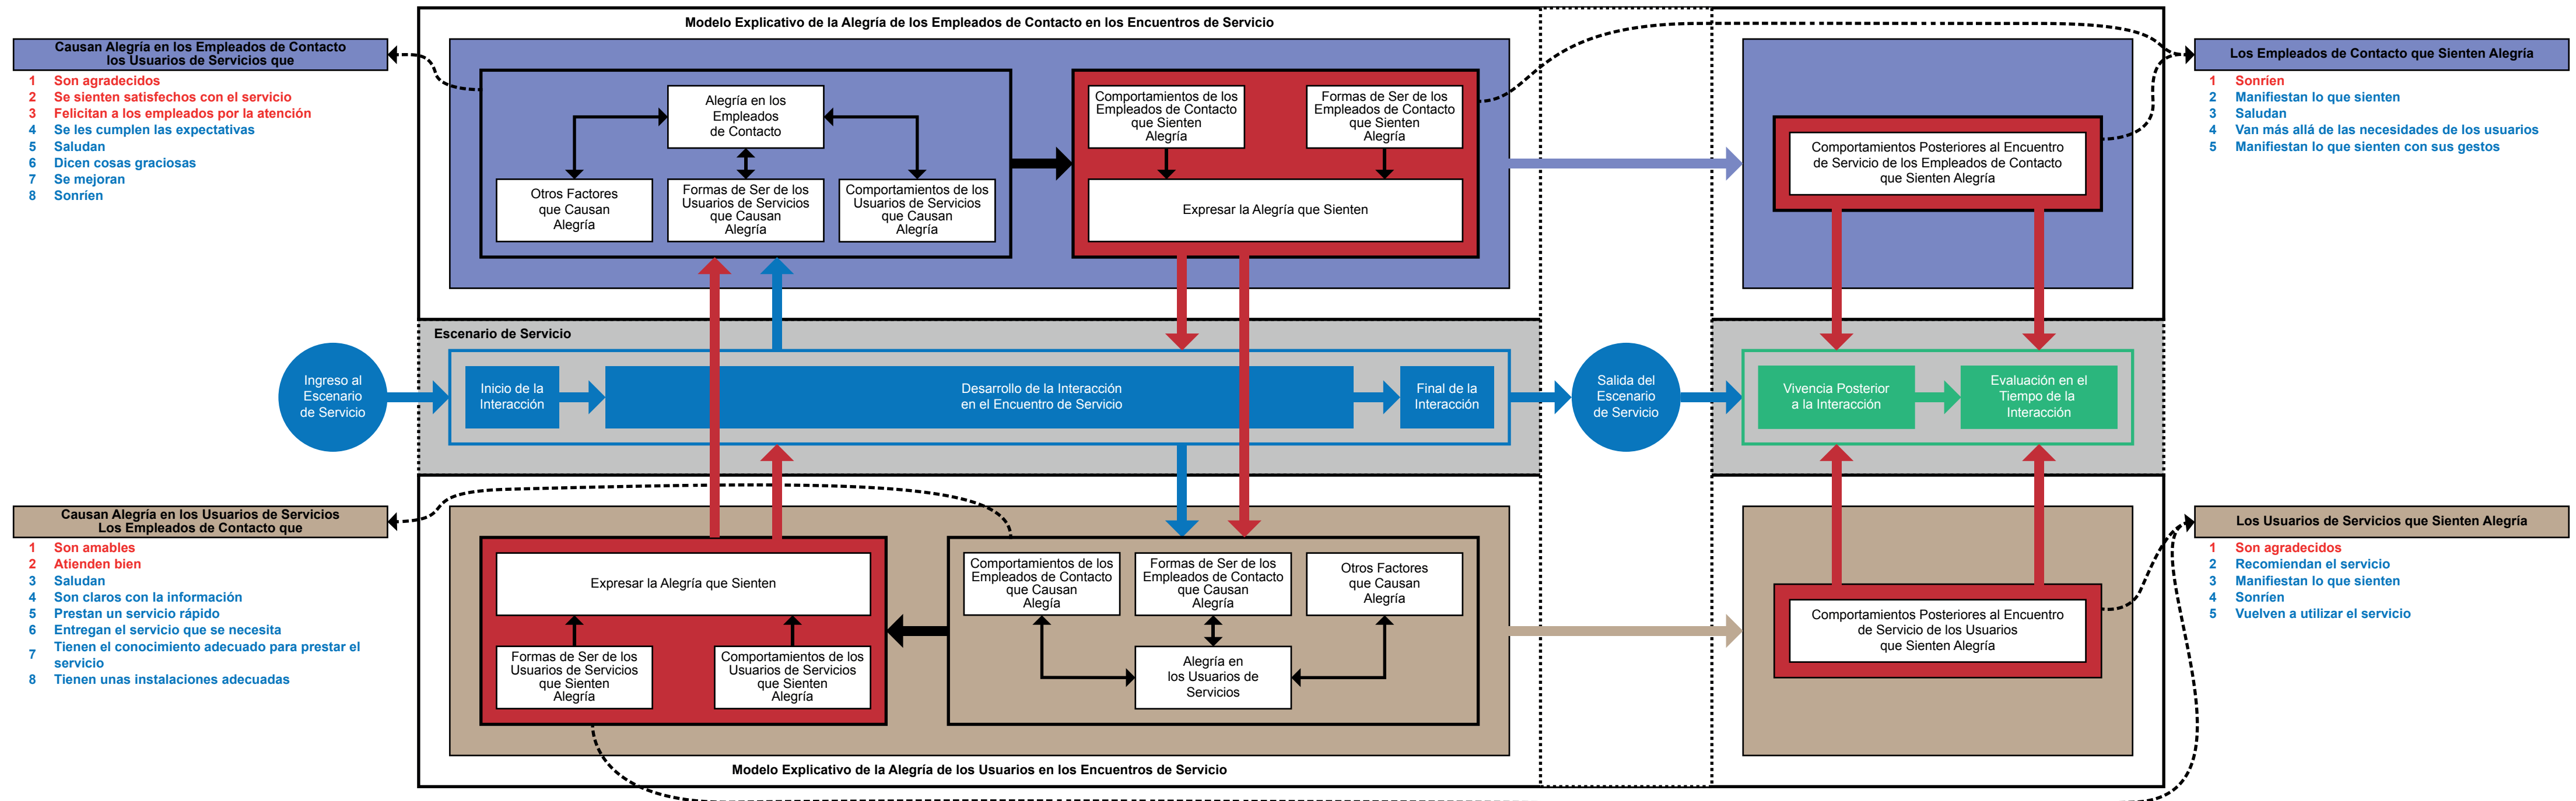 Modelo Explicativo de la Alegría de los Empleados de Contacto en los Encuentros de Servicio
Causan Alegría en los Empleados de Contacto
los Usuarios de Servicios que
1 Son agradecidos
2 Se sienten satisfechos con el servicio
3 Felicitan a los empleados por la atención
4 Se les cumplen las expectativas
5 Saludan
6 Dicen cosas graciosas
7 Se mejoran
8 Sonríen
Alegría en los
Empleados
de Contacto
Otros Factores
que Causan
Alegría
Formas de Ser de los
Usuarios de Servicios
que Causan
Alegría
Comportamientos de los
Usuarios de Servicios
que Causan
Alegría
Comportamientos de los
Empleados de Contacto
que Sienten
Alegría
Formas de Ser de los
Empleados de Contacto
que Sienten
Alegría
Expresar la Alegría que Sienten
Comportamientos Posteriores al Encuentro
de Servicio de los Empleados de Contacto
que Sienten Alegría
Los Empleados de Contacto que Sienten Alegría
1 Sonríen
2 Manifiestan lo que sienten
3 Saludan
4 Van más allá de las necesidades de los usuarios
5 Manifiestan lo que sienten con sus gestos
Escenario de Servicio
Ingreso al
Escenario
de Servicio
Inicio de la
Interacción
Desarrollo de la Interacción
en el Encuentro de Servicio
Final de la
Interacción
Salida del
Escenario
de Servicio
Vivencia Posterior
a la Interacción
Evaluación en el
Tiempo de la
Interacción
Causan Alegría en los Usuarios de Servicios
Los Empleados de Contacto que
1 Son amables
2 Atienden bien
3 Saludan
4 Son claros con la información
5 Prestan un servicio rápido
6 Entregan el servicio que se necesita
7 Tienen el conocimiento adecuado para prestar el
servicio
8 Tienen unas instalaciones adecuadas
Expresar la Alegría que Sienten
Formas de Ser de los
Usuarios de Servicios
que Sienten
Alegría
Comportamientos de los
Usuarios de Servicios
que Sienten
Alegría
Comportamientos de los
Empleados de Contacto
que Causan
Alegía
Formas de Ser de los
Empleados de Contacto
que Causan
Alegría
Otros Factores
que Causan
Alegría
Alegría en
los Usuarios de
Servicios
Comportamientos Posteriores al Encuentro
de Servicio de los Usuarios
que Sienten Alegría
Los Usuarios de Servicios que Sienten Alegría
1 Son agradecidos
2 Recomiendan el servicio
3 Manifiestan lo que sienten
4 Sonríen
5 Vuelven a utilizar el servicio
Modelo Explicativo de la Alegría de los Usuarios en los Encuentros de Servicio